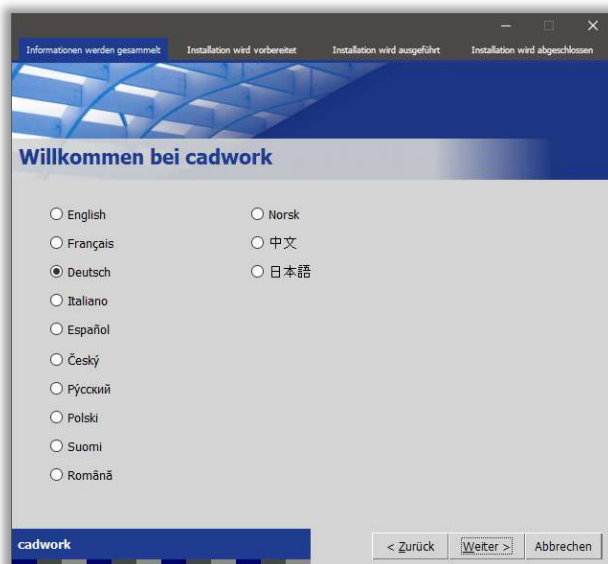 Informationen werden gesammelt Installation wird vorbereitet Installation wird ausgeführt Installation wird abgeschlossen
Willkommen bei cadwork
English
Français
Deutsch
Italiano
Español
Český
Рýсский
Polski
Suomi
Română
Norsk
中文
日本語
cadwork
< Zurück Weiter > Abbrechen